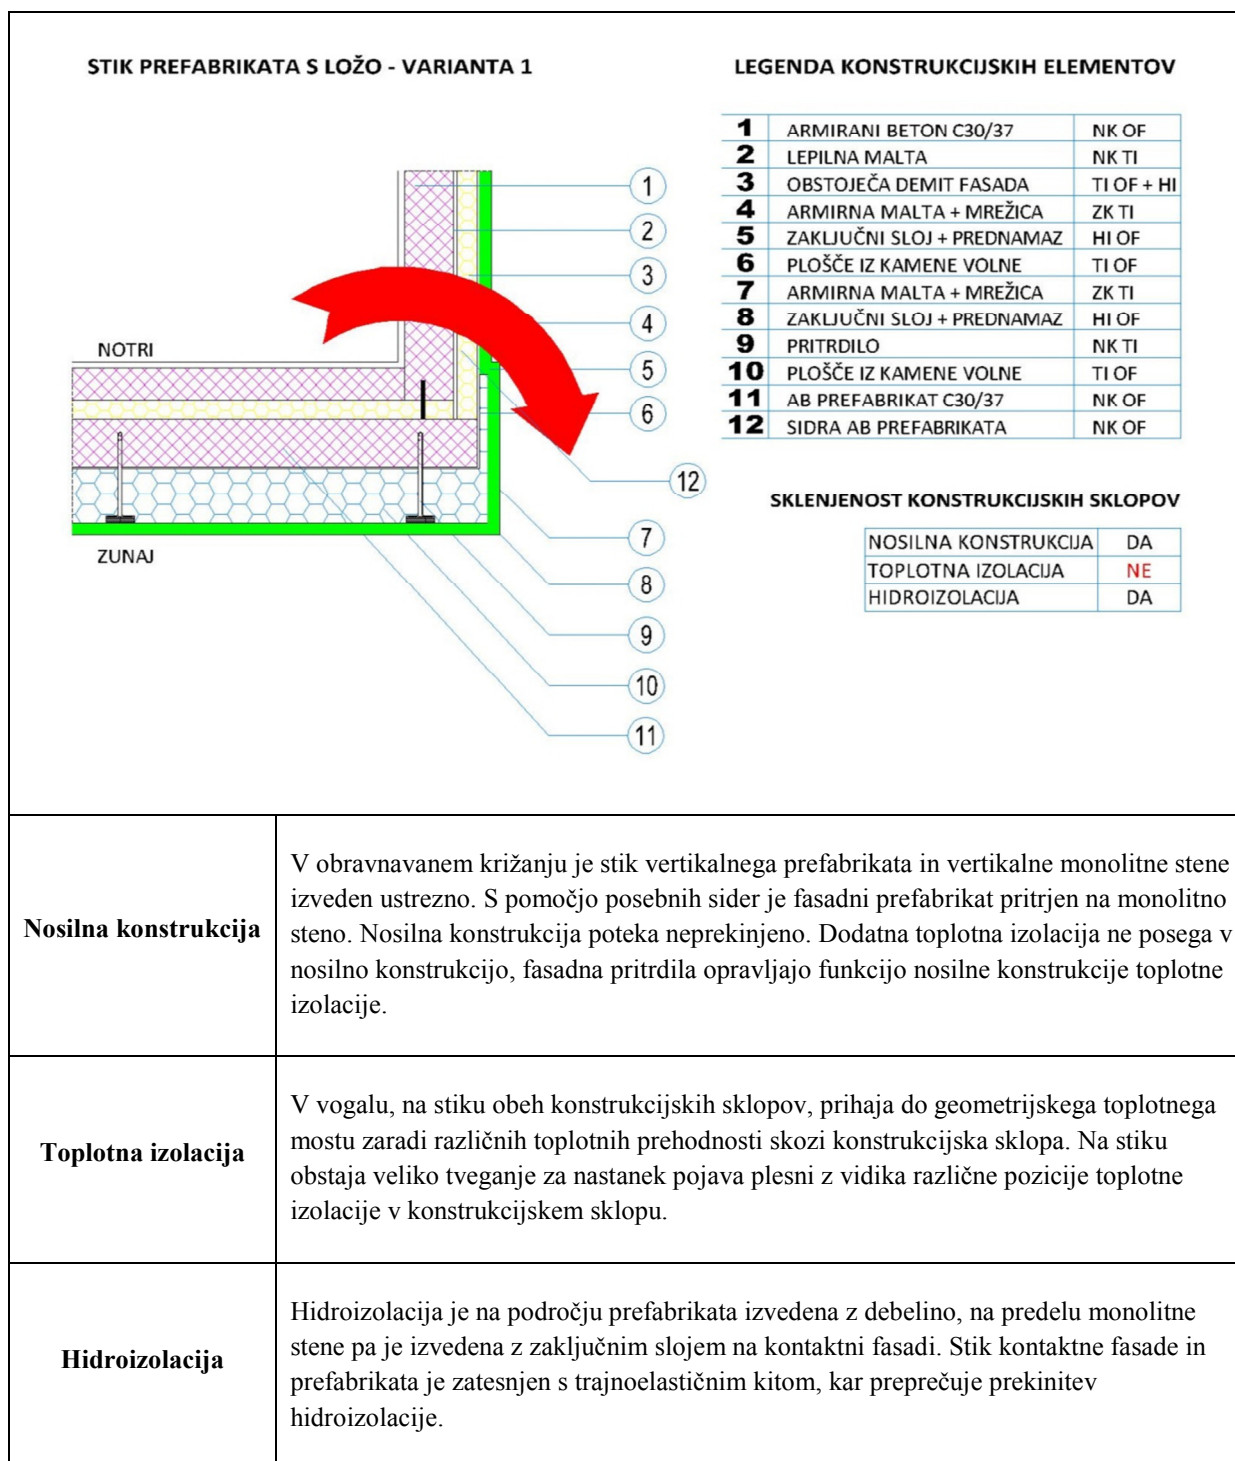 STIK PREFABRIKATA S LOŽO - VARIANTA 1
NOTRI
ZUNAJ
1
2
3
4
5
6
12
7
8
9
10
11
LEGENDA KONSTRUKCIJSKIH ELEMENTOV
1 ARMIRANI BETON C30/37 NK OF
2 LEPILNA MALTA NK TI
3 OBSTOJEČA DEMIT FASADA TI OF + HI
4 ARMIRNA MALTA + MREŽICA ZK TI
5 ZAKLJUČNI SLOJ + PREDNAMAZ HI OF
6 PLOŠČE IZ KAMENE VOLNE TI OF
7 ARMIRNA MALTA + MREŽICA ZK TI
8 ZAKLJUČNI SLOJ + PREDNAMAZ HI OF
9 PRITRDILO NK TI
10 PLOŠČE IZ KAMENE VOLNE TI OF
11 AB PREFABRIKAT C30/37 NK OF
12 SIDRA AB PREFABRIKATA NK OF
SKLENJENOST KONSTRUKCIJSKIH SKLOPOV
NOSILNA KONSTRUKCIJA DA
TOPLOTNA IZOLACIJA NE
HIDROIZOLACIJA DA
Nosilna konstrukcija
V obravnavanem križanju je stik vertikalnega prefabrikata in vertikalne monolitne stene
izveden ustrezno. S pomočjo posebnih sider je fasadni prefabrikat pritrjen na monolitno
steno. Nosilna konstrukcija poteka neprekinjeno. Dodatna toplotna izolacija ne posega v
nosilno konstrukcijo, fasadna pritrdila opravljajo funkcijo nosilne konstrukcije toplotne
izolacije.
Toplotna izolacija
V vogalu, na stiku obeh konstrukcijskih sklopov, prihaja do geometrijskega toplotnega
mostu zaradi različnih toplotnih prehodnosti skozi konstrukcijska sklopa. Na stiku
obstaja veliko tveganje za nastanek pojava plesni z vidika različne pozicije toplotne
izolacije v konstrukcijskem sklopu.
Hidroizolacija
Hidroizolacija je na področju prefabrikata izvedena z debelino, na predelu monolitne
stene pa je izvedena z zaključnim slojem na kontaktni fasadi. Stik kontaktne fasade in
prefabrikata je zatesnjen s trajnoelastičnim kitom, kar preprečuje prekinitev
hidroizolacije.